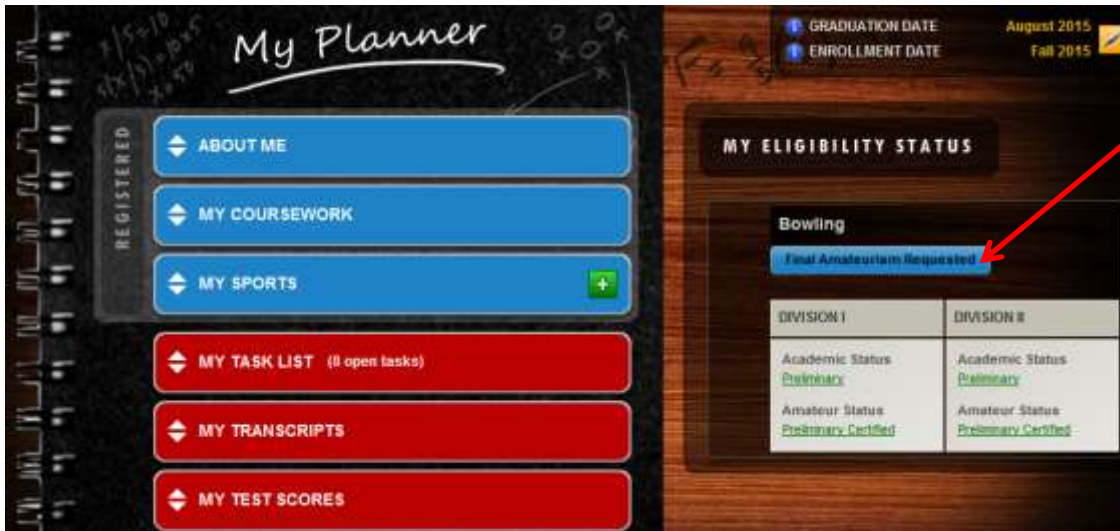 My Planner
REGISTERED
ABOUT ME
MY COURSEWORK
MY SPORTS
MY TASK LIST (8 open tasks)
MY TRANSCRIPTS
MY TEST SCORES
GRADUATION DATE August 2015
ENROLLMENT DATE Fall 2015
MY ELIGIBILITY STATUS
Bowling
Final Amateurism Requested
DIVISION I DIVISION II
Academic Status Academic Status
Preliminary Preliminary
Amateur Status Amateur Status
Preliminary Certified Preliminary Certified